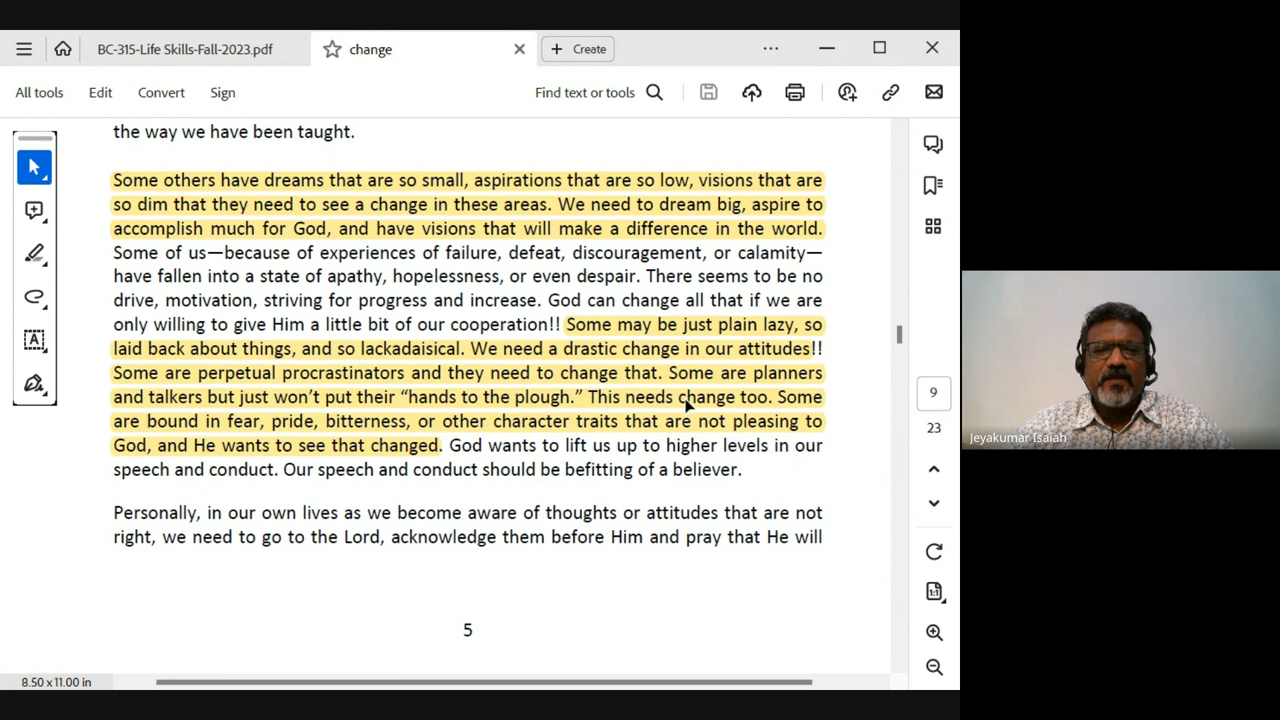 BC-315-Life Skills-Fall-2023.pdf
change
Create
All tools
Edit
Convert
Sign
Find text or tools
the way we have been taught.
Some others have dreams that are so small, aspirations that are so low, visions that are
so dim that they need to see a change in these areas. We need to dream big, aspire to
accomplish much for God, and have visions that will make a difference in the world.
Some of us—because of experiences of failure, defeat, discouragement, or calamity—
have fallen into a state of apathy, hopelessness, or even despair. There seems to be no
drive, motivation, striving for progress and increase. God can change all that if we are
only willing to give Him a little bit of our cooperation!! Some may be just plain lazy, so
laid back about things, and so lackadaisical. We need a drastic change in our attitudes!!
Some are perpetual procrastinators and they need to change that. Some are planners
and talkers but just won't put their “hands to the plough.” This needs change too. Some
are bound in fear, pride, bitterness, or other character traits that are not pleasing to
God, and He wants to see that changed. God wants to lift us up to higher levels in our
speech and conduct. Our speech and conduct should be befitting of a believer.
Personally, in our own lives as we become aware of thoughts or attitudes that are not
right, we need to go to the Lord, acknowledge them before Him and pray that He will
5
9
23
1:1
8.50 x 11.00 in
Jeyakumar Isaiah